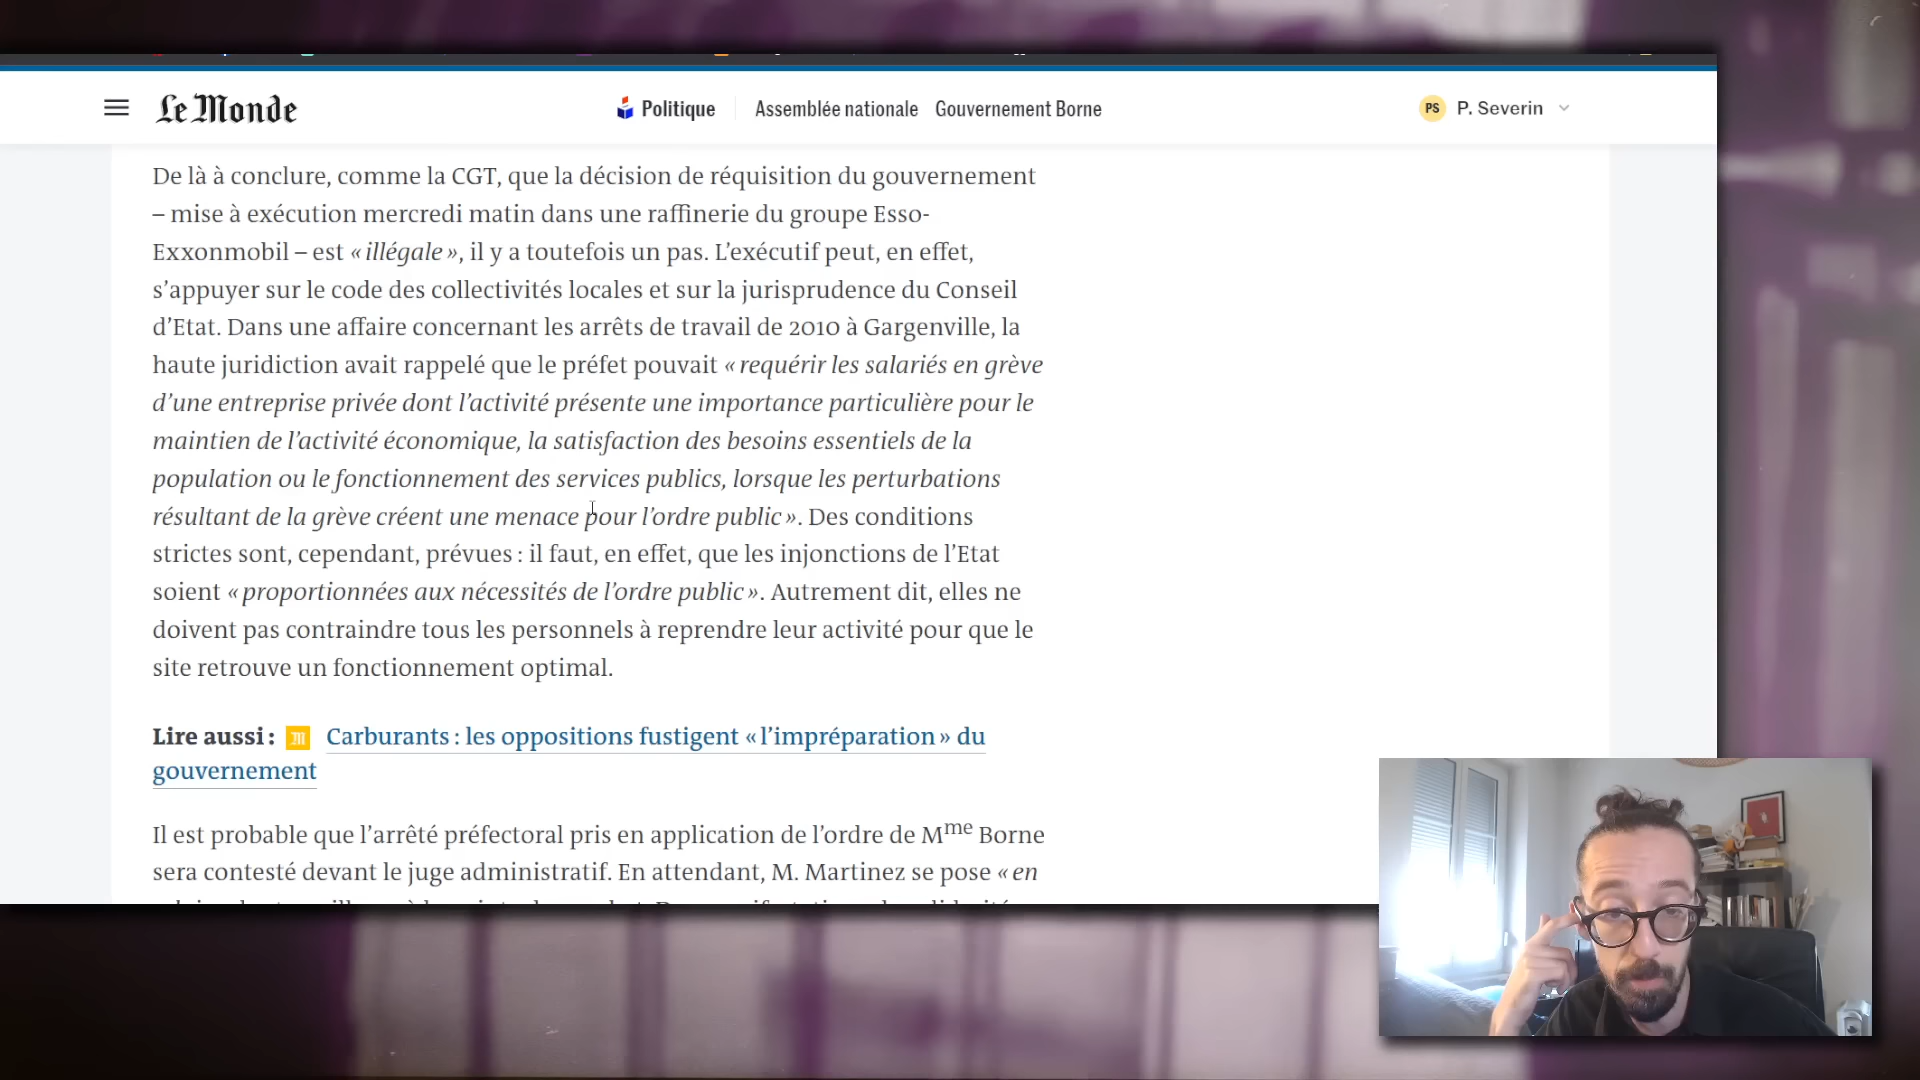 Le Monde
Politique
Assemblée nationale
Gouvernement Borne
PS
P. Severin
De là à conclure, comme la CGT, que la décision de réquisition du gouvernement
– mise à exécution mercredi matin dans une raffinerie du groupe Esso-
Exxonmobil – est « illégale », il y a toutefois un pas. L’exécutif peut, en effet,
s’appuyer sur le code des collectivités locales et sur la jurisprudence du Conseil
d’Etat. Dans une affaire concernant les arrêts de travail de 2010 à Gargenville, la
haute juridiction avait rappelé que le préfet pouvait « requérir les salariés en grève
d’une entreprise privée dont l’activité présente une importance particulière pour le
maintien de l’activité économique, la satisfaction des besoins essentiels de la
population ou le fonctionnement des services publics, lorsque les perturbations
résultant de la grève créent une menace pour l’ordre public ». Des conditions
strictes sont, cependant, prévues : il faut, en effet, que les injonctions de l’Etat
soient « proportionnées aux nécessités de l’ordre public ». Autrement dit, elles ne
doivent pas contraindre tous les personnels à reprendre leur activité pour que le
site retrouve un fonctionnement optimal.
Lire aussi : m Carburants : les oppositions fustigent « l’impréparation » du
gouvernement
Il est probable que l’arrêté préfectoral pris en application de l’ordre de Mme Borne
sera contesté devant le juge administratif. En attendant, M. Martinez se pose « en